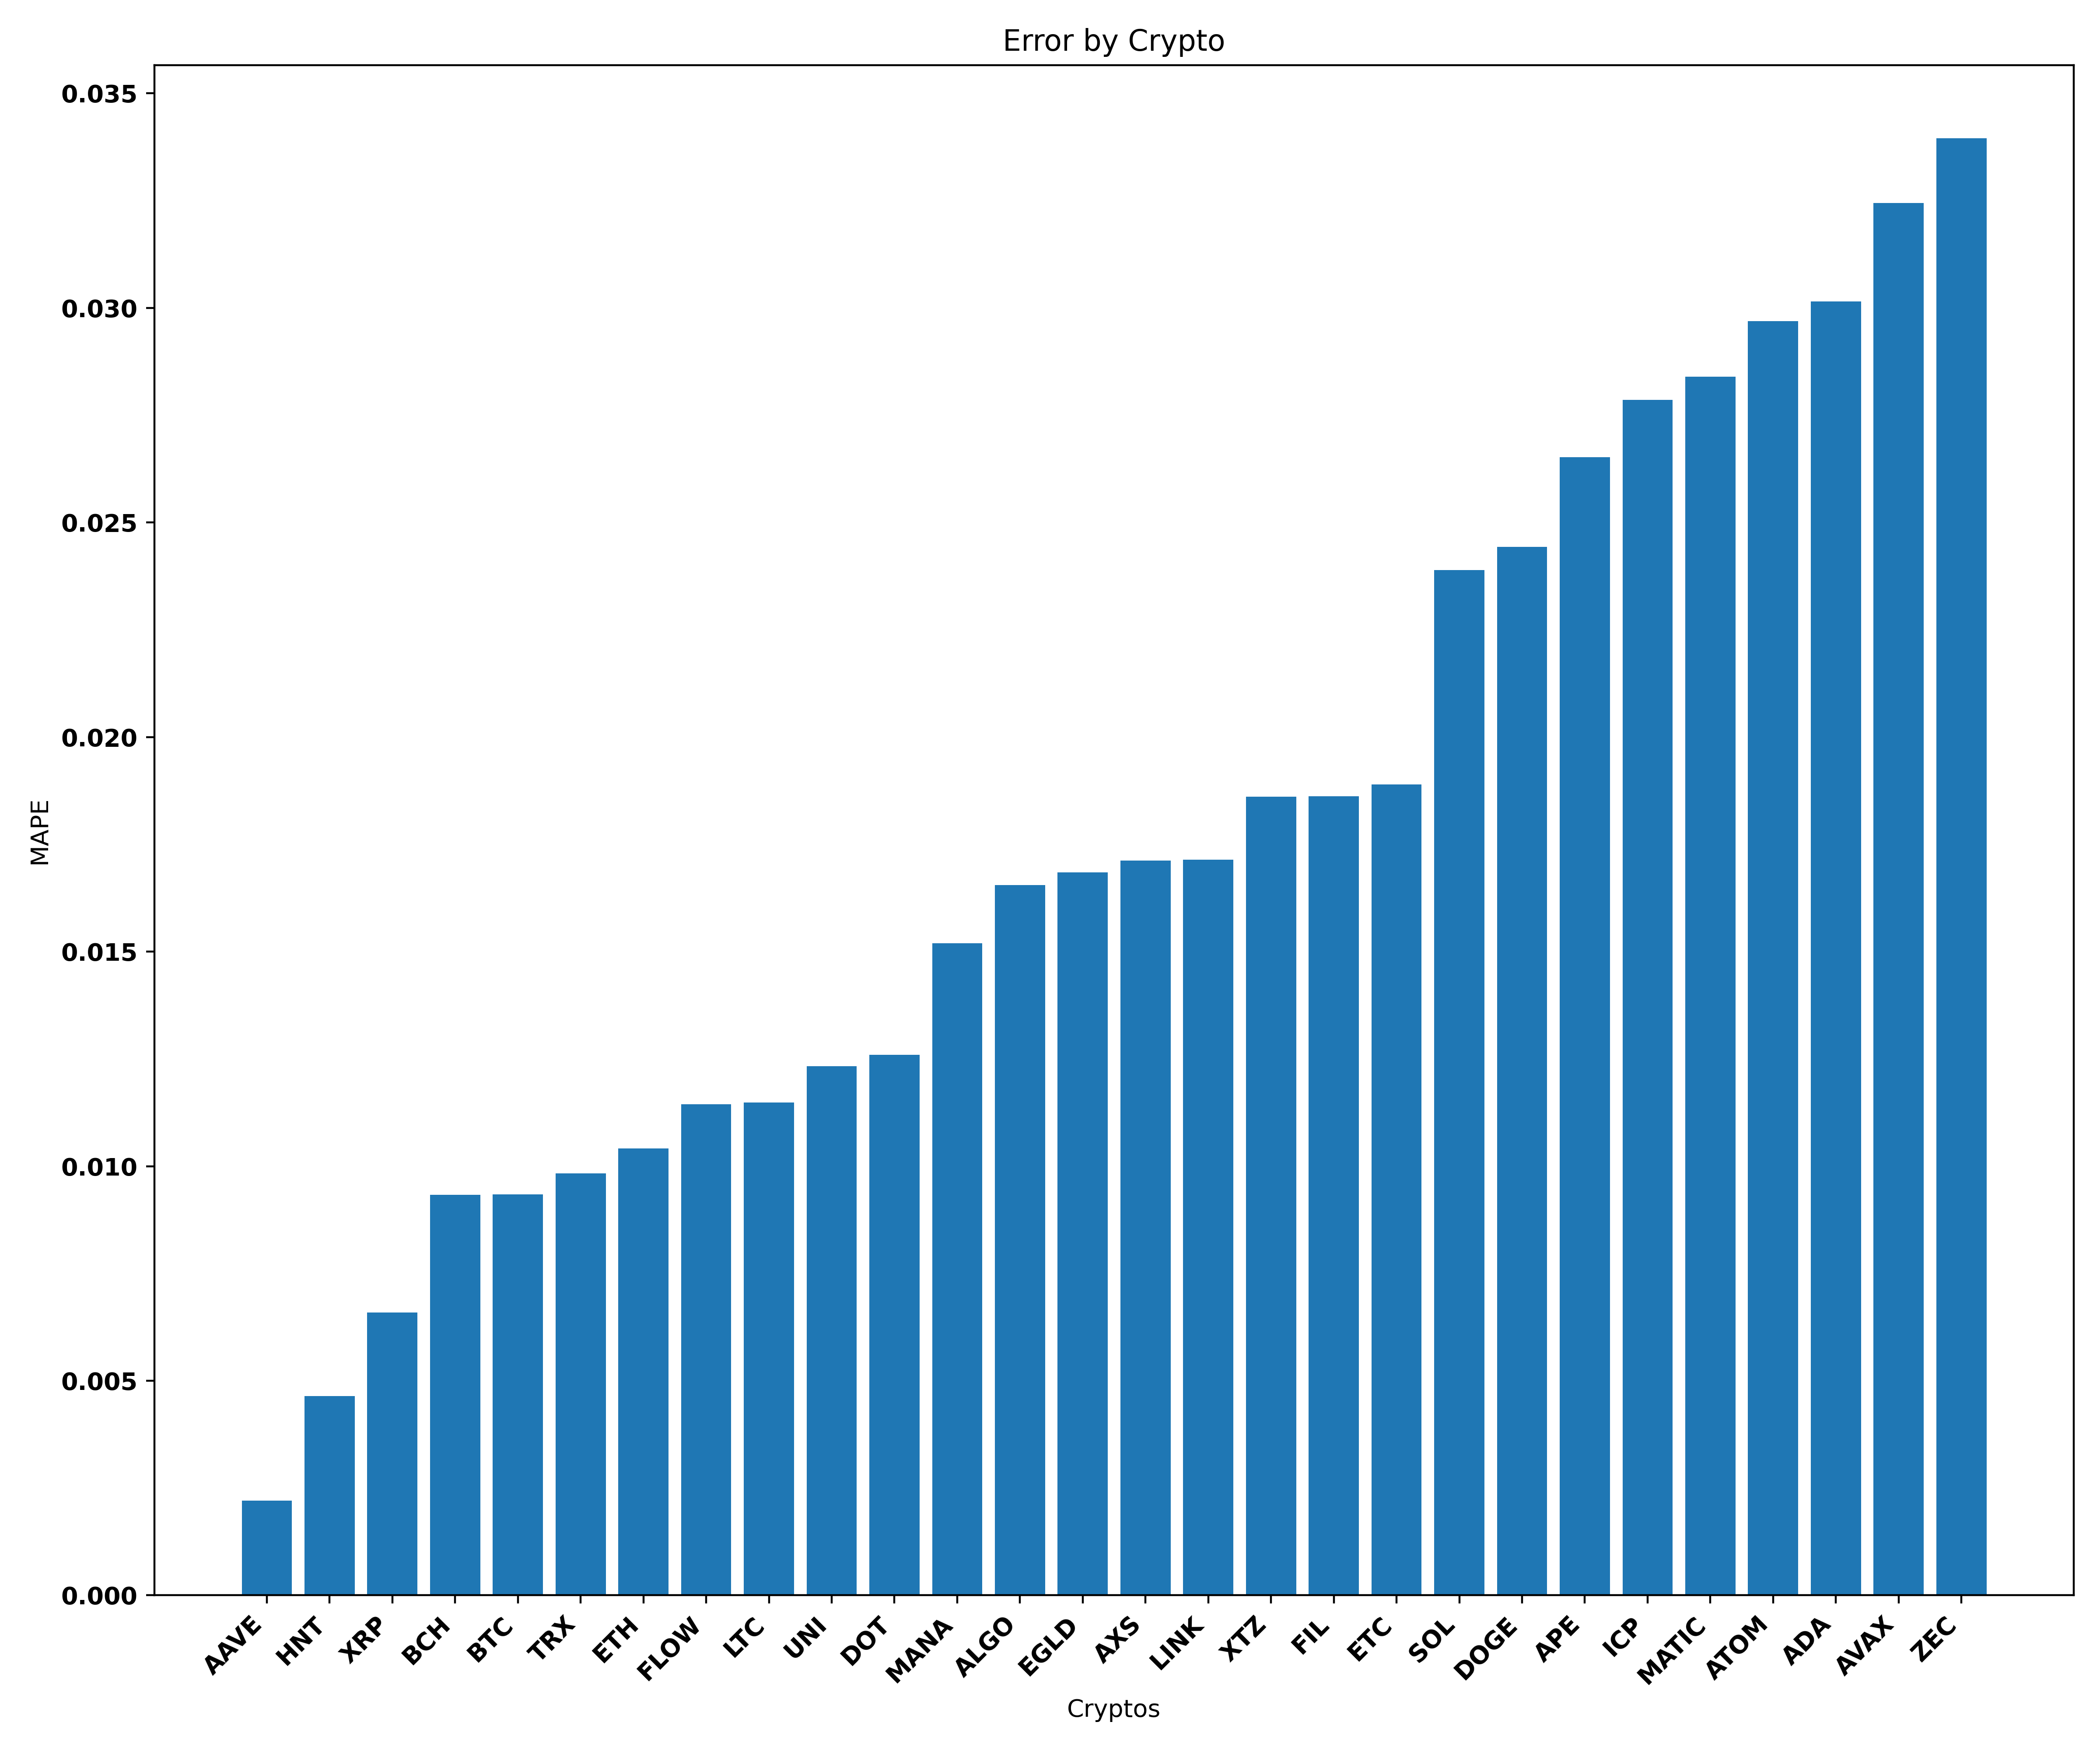 Error by Crypto
0.035
0.030
0.025
0.020
0.015
0.010
0.005
0.000
MAPE
AAVE
HNT
XRP
BCH
BTC
TRX
ETH
FLOW
LTC
UNI
DOT
MANA
ALGO
EGLD
AXS
LINK
XTZ
FIL
ETC
SOL
DOGE
APE
ICP
MATIC
ATOM
ADA
AVAX
ZEC
Cryptos